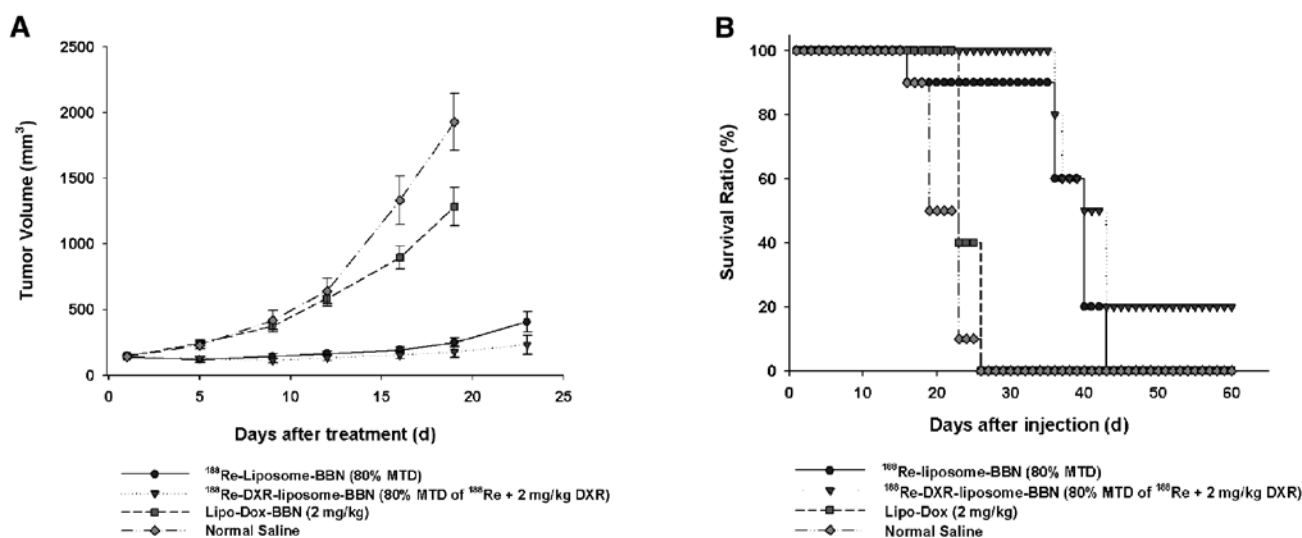 A
2500
2000
1500
1000
500
0
Tumor Volume (mm³)
0 5 10 15 20 25
Days after treatment (d)
¹⁸⁸Re-Liposome-BBN (80% MTD)
¹⁸⁸Re-DXR-liposome-BBN (80% MTD of ¹⁸⁸Re + 2 mg/kg DXR)
Lipo-Dox-BBN (2 mg/kg)
Normal Saline
B
100
80
60
40
20
0
Survival Ratio (%)
0 10 20 30 40 50 60
Days after injection (d)
¹⁸⁸Re-liposome-BBN (80% MTD)
¹⁸⁸Re-DXR-liposome-BBN (80% MTD of ¹⁸⁸Re + 2 mg/kg DXR)
Lipo-Dox (2 mg/kg)
Normal Saline